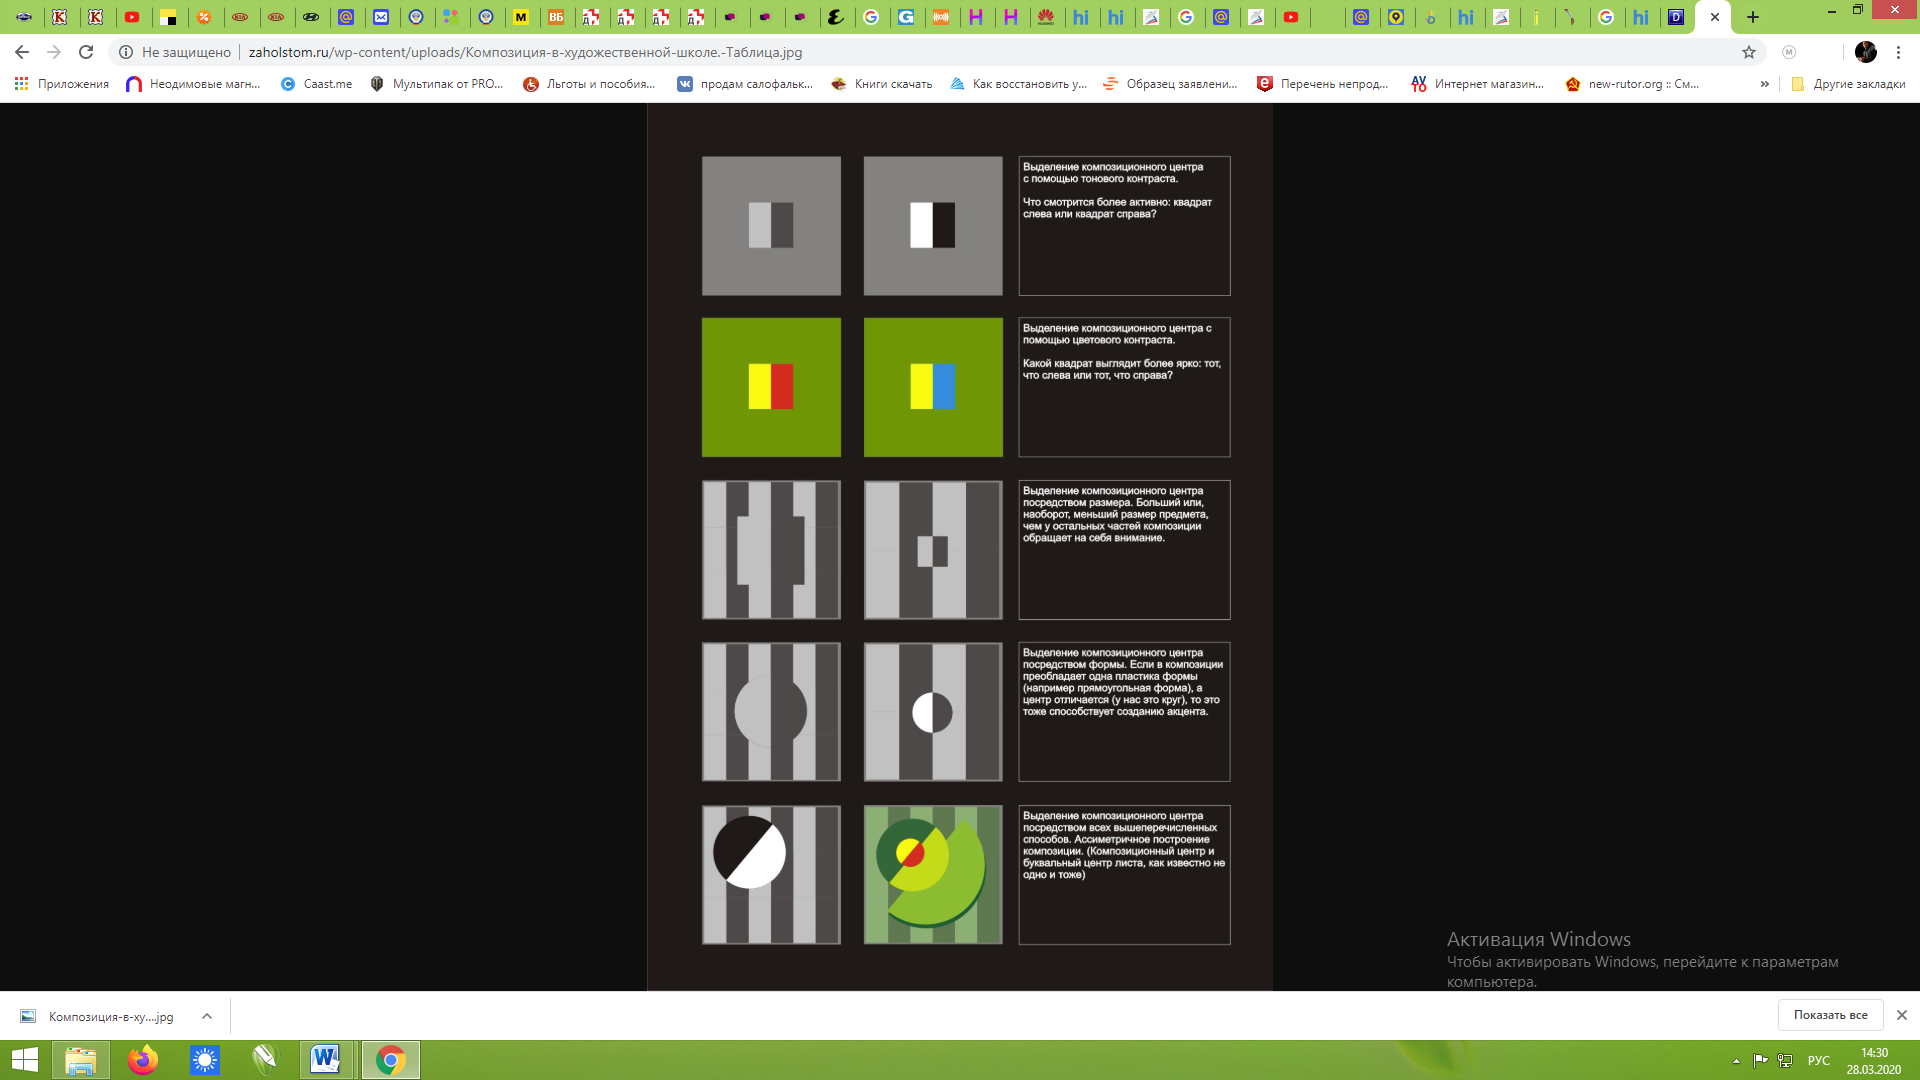 Не защищено
zaholstom.ru/wp-content/uploads/Композиция-в-художественной-школе.-Таблица.jpg
Приложения
Неодимовые магн...
Caast.me
Мультипак от PRO...
Льготы и пособия...
продам салофальк...
Книги скачать
Как восстановить у...
Образец заявлени...
Перечень непрод...
Интернет магазин...
new-rutor.org :: См...
»
Другие закладки
Выделение композиционного центра
с помощью тонового контраста.
Что смотрится более активно: квадрат
слева или квадрат справа?
Выделение композиционного центра с
помощью цветового контраста.
Какой квадрат выглядит более ярко: тот,
что слева или тот, что справа?
Выделение композиционного центра
посредством размера. Больший или,
наоборот, меньший размер предмета,
чем у остальных частей композиции
обращает на себя внимание.
Выделение композиционного центра
посредством формы. Если в композиции
преобладает одна пластика формы
(например прямоугольная форма), а
центр отличается (у нас это круг), то это
тоже способствует созданию акцента.
Выделение композиционного центра
посредством всех вышеперечисленных
способов. Ассиметричное построение
композиции. (Композиционный центр и
буквальный центр листа, как известно не
одно и тоже)
Активация Windows
Чтобы активировать Windows, перейдите к параметрам
компьютера.
Композиция-в-ху....jpg
Показать все
РУС
14:30
28.03.2020